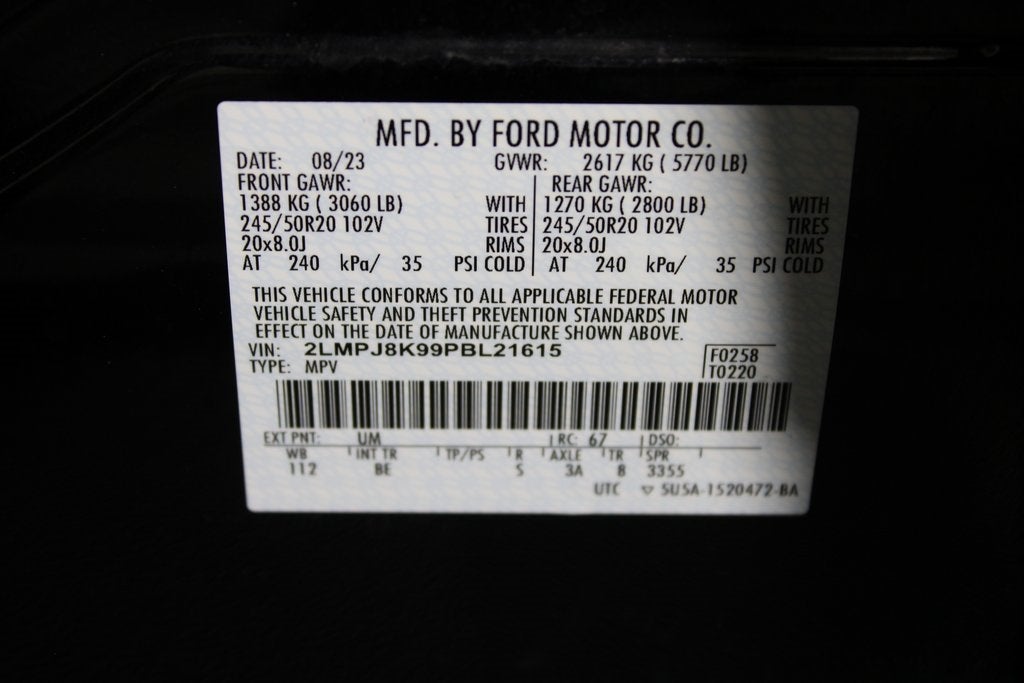 MFD. BY FORD MOTOR CO.
DATE: 08/23 GVWR: 2617 KG ( 5770 LB)
FRONT GAWR: REAR GAWR:
1388 KG ( 3060 LB) WITH 1270 KG ( 2800 LB) WITH
245/50R20 102V TIRES 245/50R20 102V TIRES
20x8.0J RIMS 20x8.0J RIMS
AT 240 kPa/ 35 PSI COLD AT 240 kPa/ 35 PSI COLD
THIS VEHICLE CONFORMS TO ALL APPLICABLE FEDERAL MOTOR
VEHICLE SAFETY AND THEFT PREVENTION STANDARDS IN
EFFECT ON THE DATE OF MANUFACTURE SHOWN ABOVE.
VIN: 2LMPJ8K99PBL21615 F0258
TYPE: MPV T0220
EXT PNT: UM RC: 67 DSO:
WB INT TR TP/PS R AXLE TR SPR
112 BE S 3A 8 3355
UTC ▽ 5U5A-1520472-BA